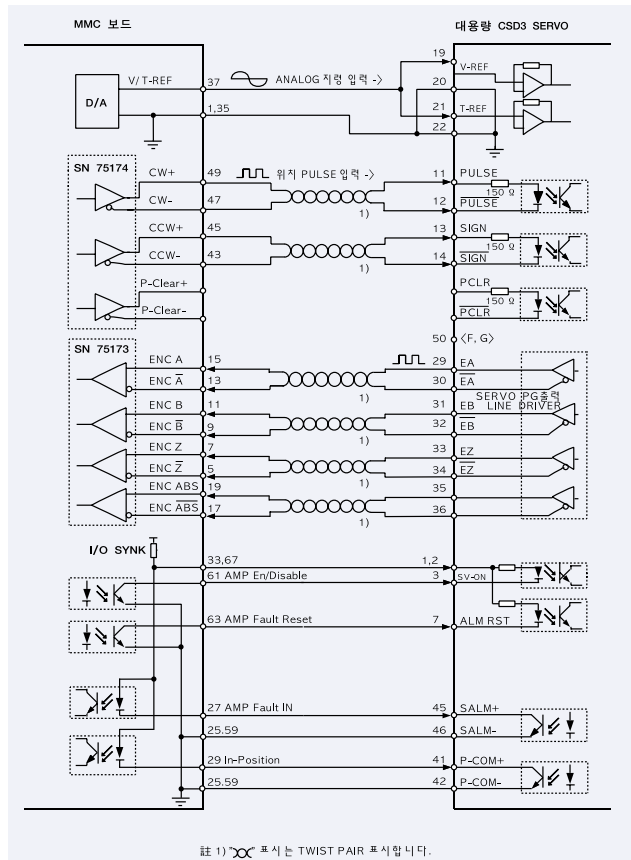 MMC 보드
대용량 CSD3 SERVO
D/A
V/ T-REF
37
ANALOG 지령 입력 ->
19
V-REF
1,35
20
21
T-REF
22
SN 75174
CW+
49
위치 PULSE 입력 ->
11
PULSE
150 Ω
CW-
47
1)
12
PULSE
CCW+
45
13
SIGN
150 Ω
CCW-
43
1)
14
SIGN
P-Clear+
PCLR
150 Ω
P-Clear-
PCLR
50
〈F, G〉
SN 75173
ENC A
15
29
EA
ENC A
13
1)
30
EA
SERVO PG출력
LINE DRIVER
ENC B
11
31
EB
ENC B
9
1)
32
EB
ENC Z
7
33
EZ
ENC Z
5
1)
34
EZ
ENC ABS
19
35
ENC ABS
17
1)
36
I/O SYNK
33,67
1,2
61 AMP En/Disable
3
SV-ON
63 AMP Fault Reset
7
ALM RST
27 AMP Fault IN
45
SALM+
25.59
46
SALM-
29 In-Position
41
P-COM+
25.59
42
P-COM-
註 1) " " 표시는 TWIST PAIR 표시합니다.